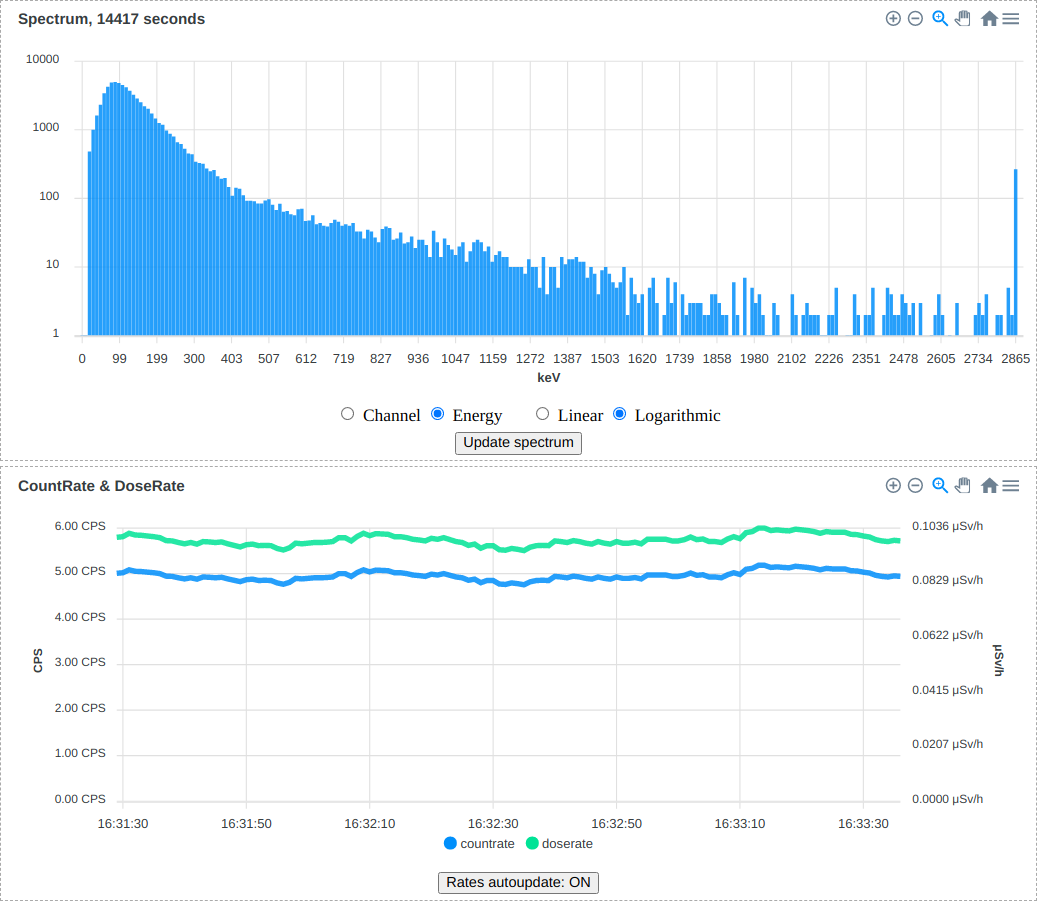 Spectrum, 14417 seconds
10000
1000
100
10
1
0 99 199 300 403 507 612 719 827 936 1047 1159 1272 1387 1503 1620 1739 1858 1980 2102 2226 2351 2478 2605 2734 2865
keV
Channel Energy Linear Logarithmic
Update spectrum
CountRate & DoseRate
6.00 CPS 0.1036 μSv/h
5.00 CPS 0.0829 μSv/h
4.00 CPS 0.0622 μSv/h
CPS 3.00 CPS μSv/h
0.0415 μSv/h
2.00 CPS
1.00 CPS 0.0207 μSv/h
0.00 CPS 0.0000 μSv/h
16:31:30 16:31:50 16:32:10 16:32:30 16:32:50 16:33:10 16:33:30
countrate doserate
Rates autoupdate: ON